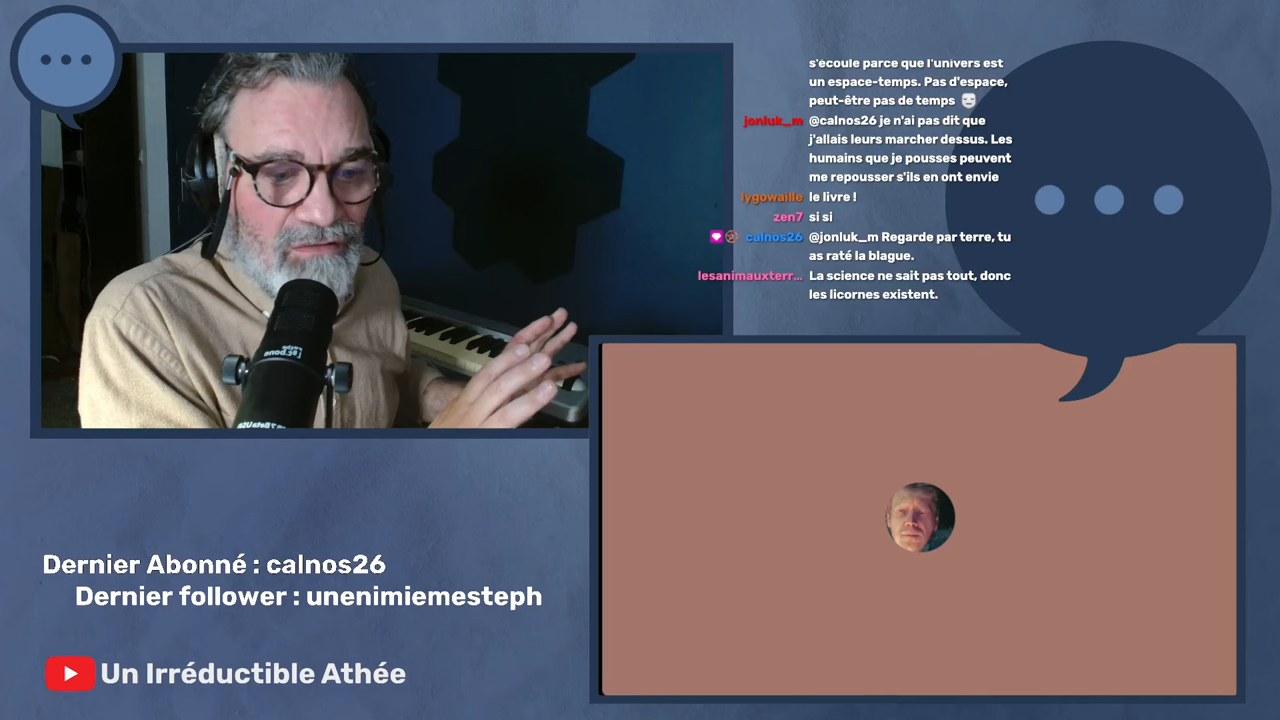 s'écoule parce que l'univers est
un espace-temps. Pas d'espace,
peut-être pas de temps
jonluk_m @calnos26 je n'ai pas dit que
j'allais leurs marcher dessus. Les
humains que je pousses peuvent
me repousser s'ils en ont envie
lygowaille le livre !
zen7 si si
calnos26 @jonluk_m Regarde par terre, tu
as raté la blague.
lesanimauxterr... La science ne sait pas tout, donc
les licornes existent.
Dernier Abonné : calnos26
Dernier follower : unenimiemesteph
Un Irréductible Athée